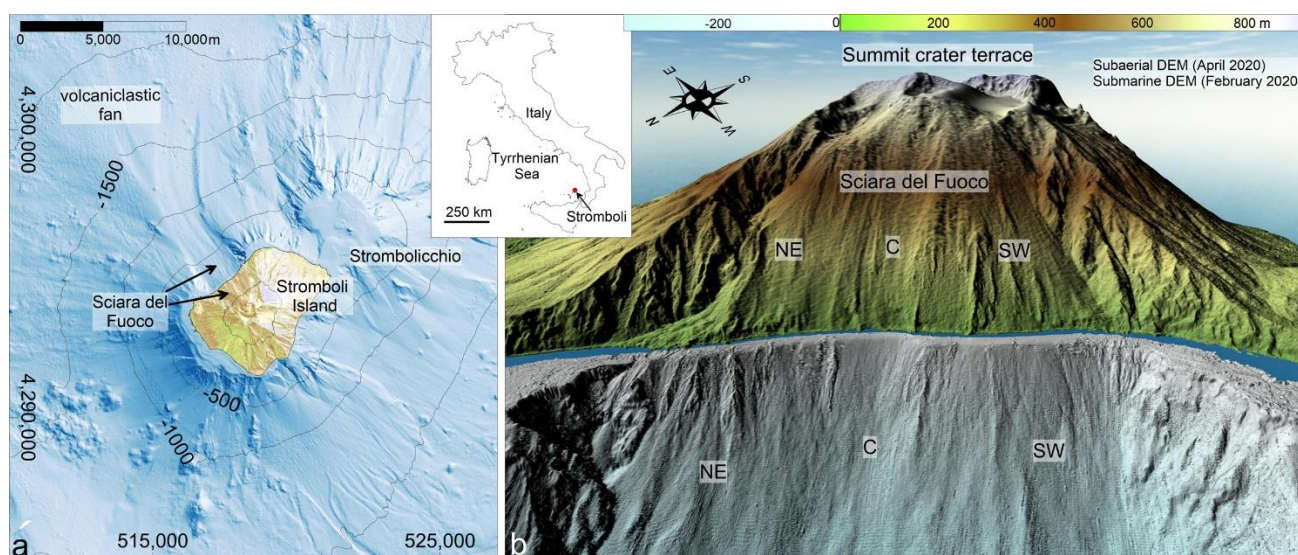 0 5,000 10,000m
volcaniclastic
fan
4,300,000
-1500
Strombolicchio
Sciara del
Fuoco
Stromboli
Island
-500
-1000
4,290,000
515,000
525,000
a
Italy
Tyrrhenian
Sea
250 km
Stromboli
-200 0 200 400 600 800 m
Summit crater terrace
Subaerial DEM (April 2020)
Submarine DEM (February 2020)
E
S
N
W
Sciara del Fuoco
NE
C
SW
NE
C
SW
b